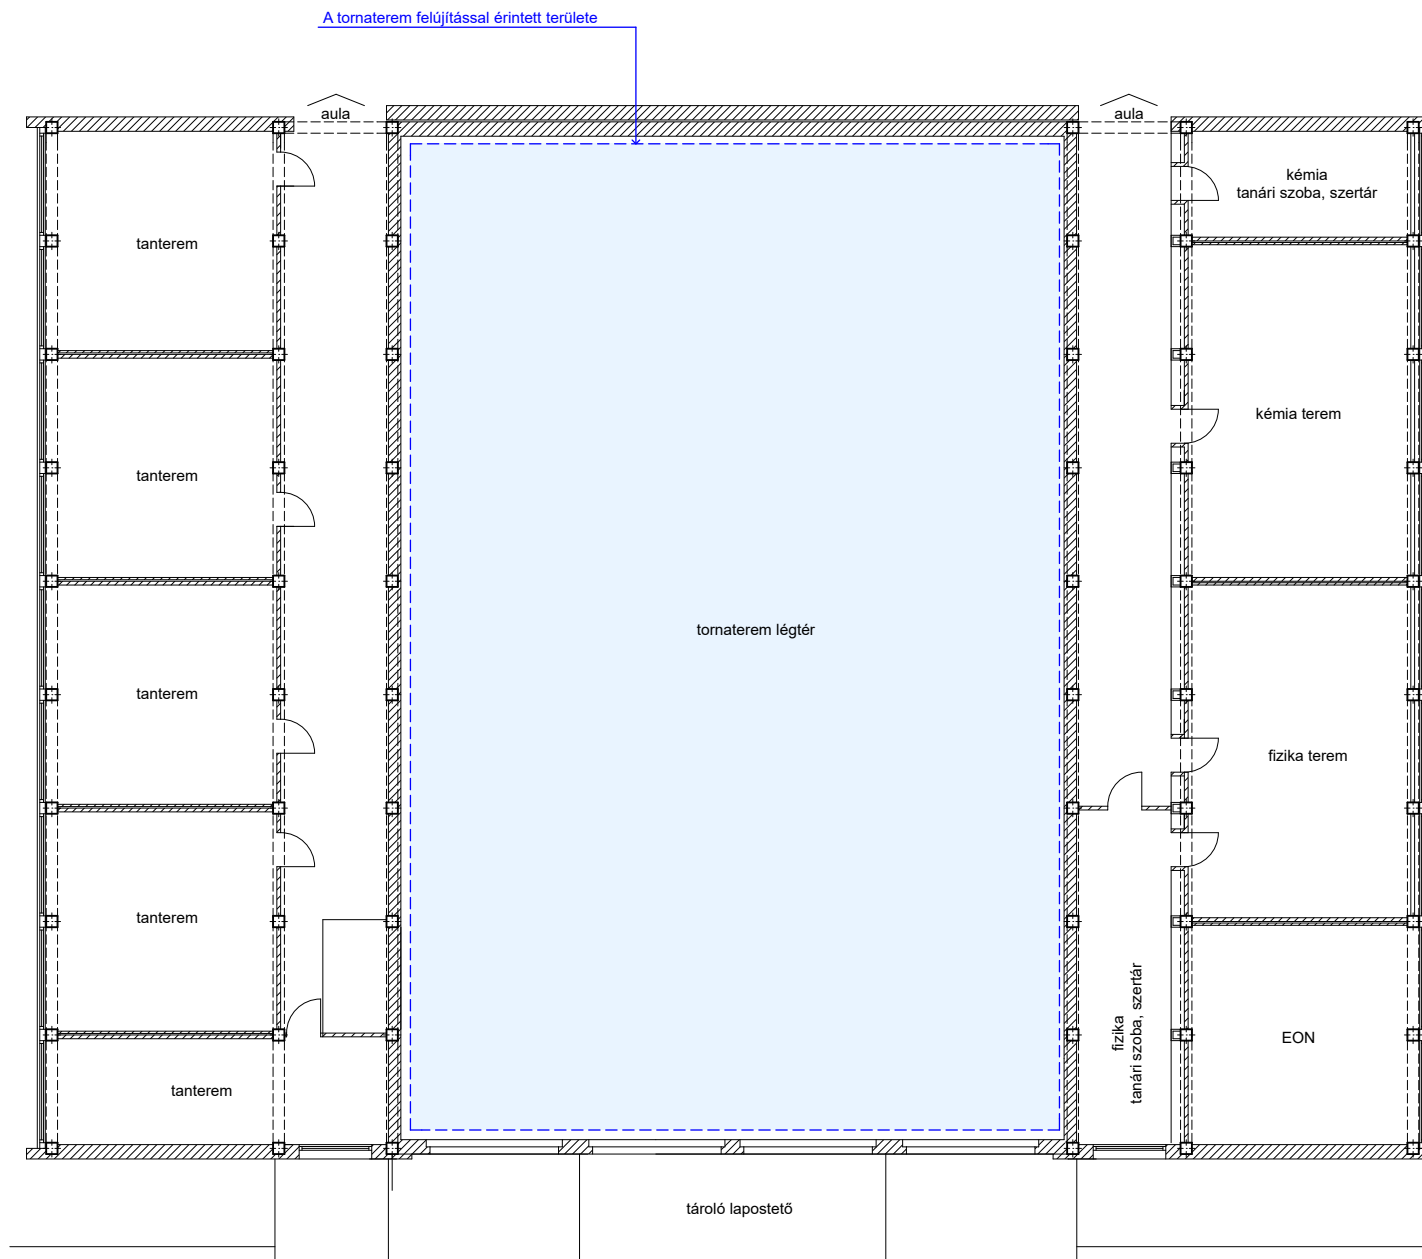 A tornaterem felújítással érintett területe
aula
aula
kémia
tanári szoba, szertár
tanterem
kémia terem
tanterem
tornaterem légtér
tanterem
fizika terem
tanterem
fizika
tanári szoba, szertár
EON
tanterem
tároló lapostető